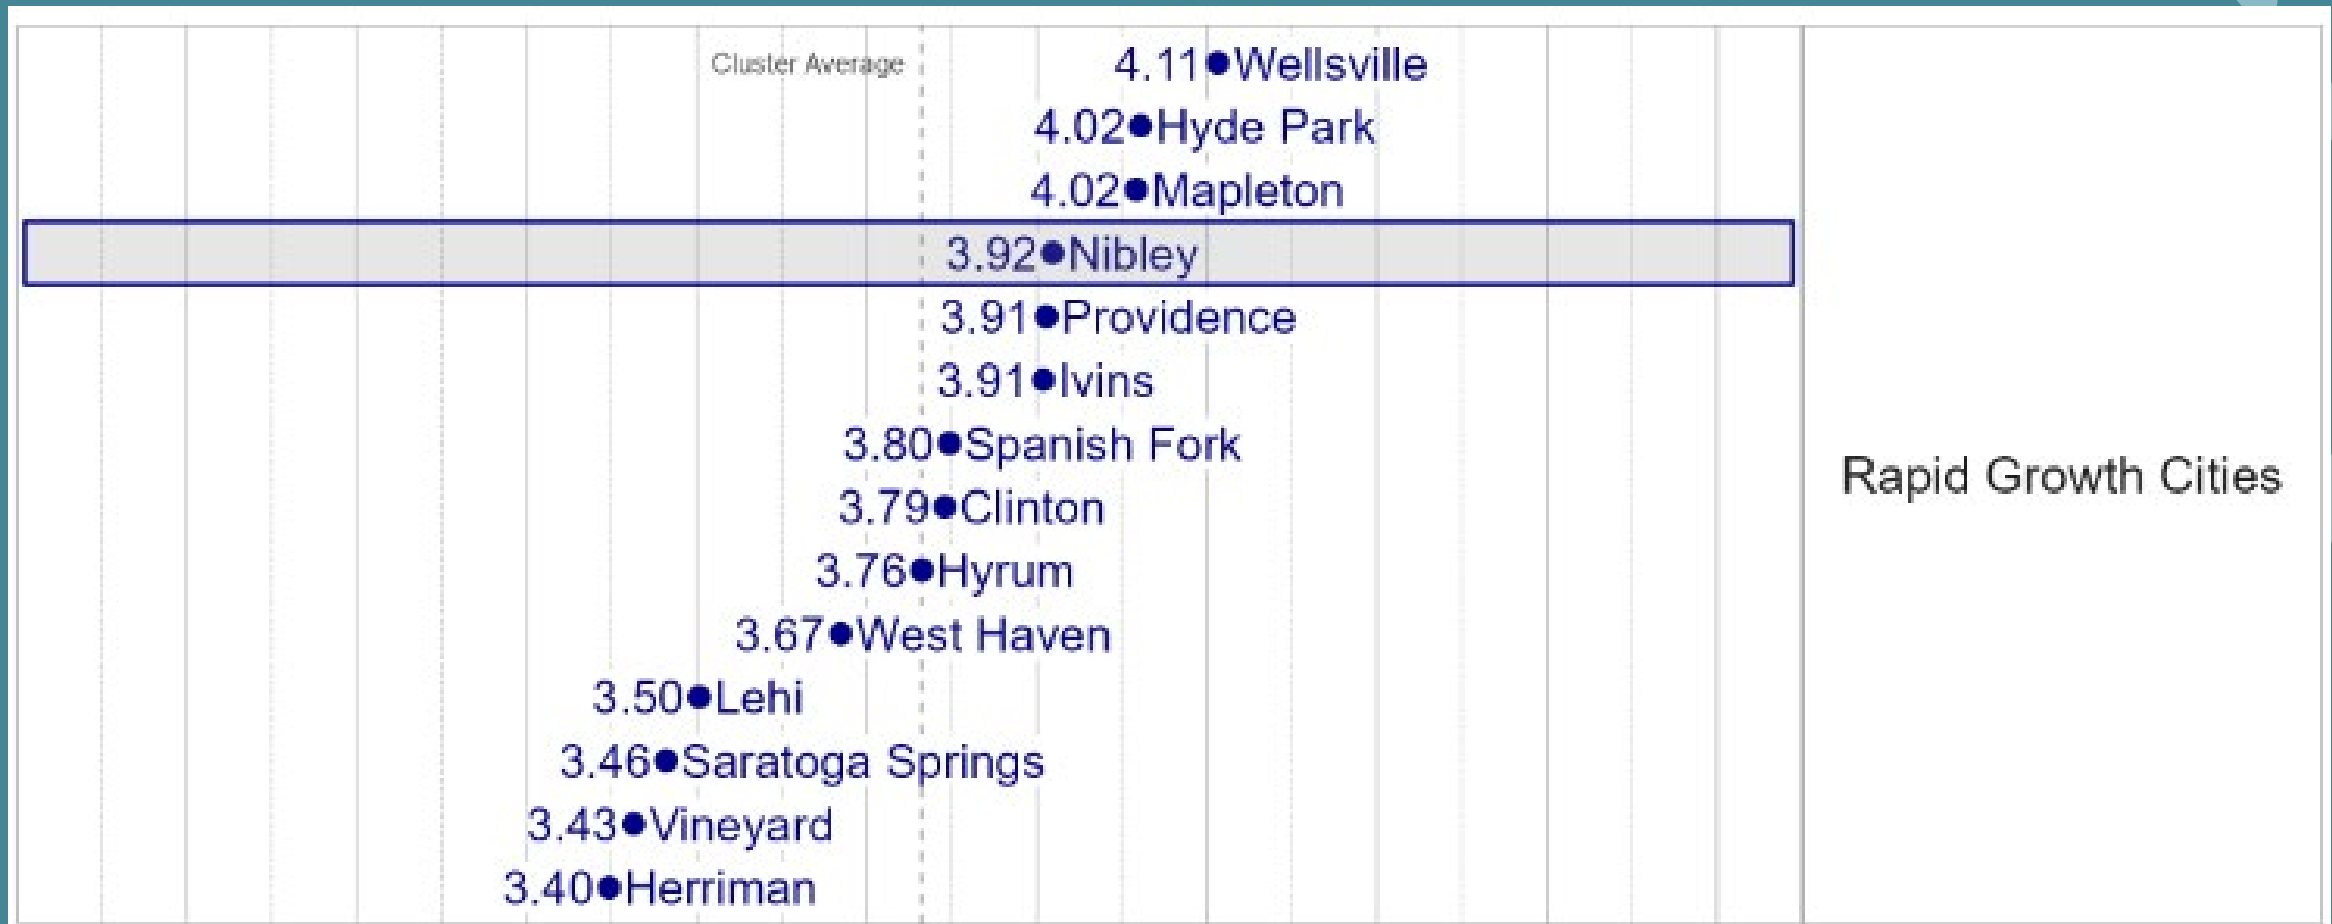 Cluster Average
4.11 Wellsville
4.02 Hyde Park
4.02 Mapleton
3.92 Nibley
3.91 Providence
3.91 Ivins
3.80 Spanish Fork
Rapid Growth Cities
3.79 Clinton
3.76 Hyrum
3.67 West Haven
3.50 Lehi
3.46 Saratoga Springs
3.43 Vineyard
3.40 Herriman